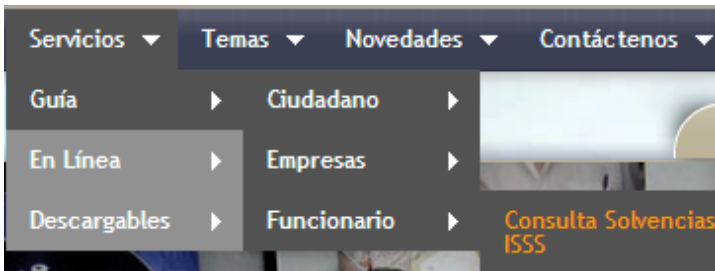 Servicios Temas Novedades Contáctenos
Guía Ciudadano
En Línea Empresas
Descargables Funcionario Consulta Solvencias
ISSS